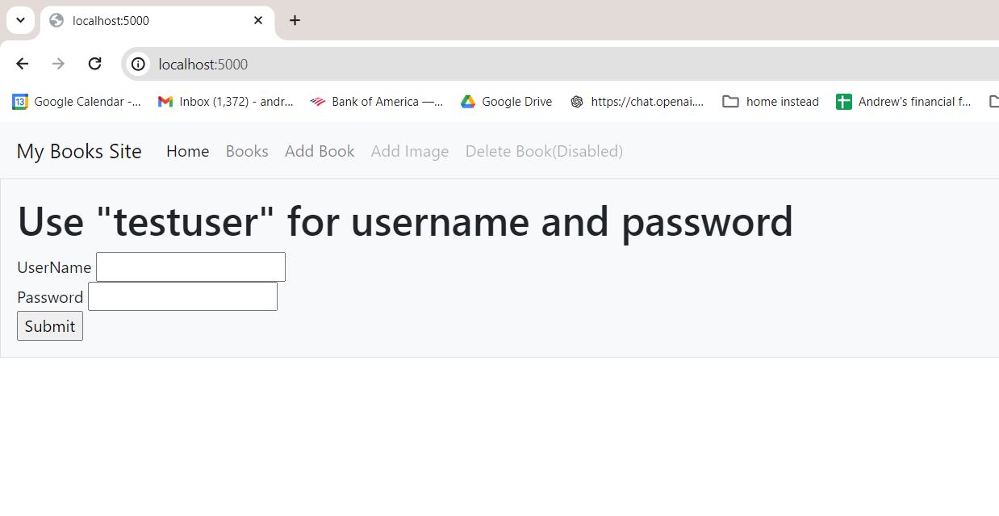 localhost:5000
localhost:5000
13 Google Calendar -... Inbox (1,372) - andr... Bank of America —... Google Drive https://chat.openai.... home instead Andrew's financial f...
My Books Site Home Books Add Book Add Image Delete Book(Disabled)
Use "testuser" for username and password
UserName
Password
Submit